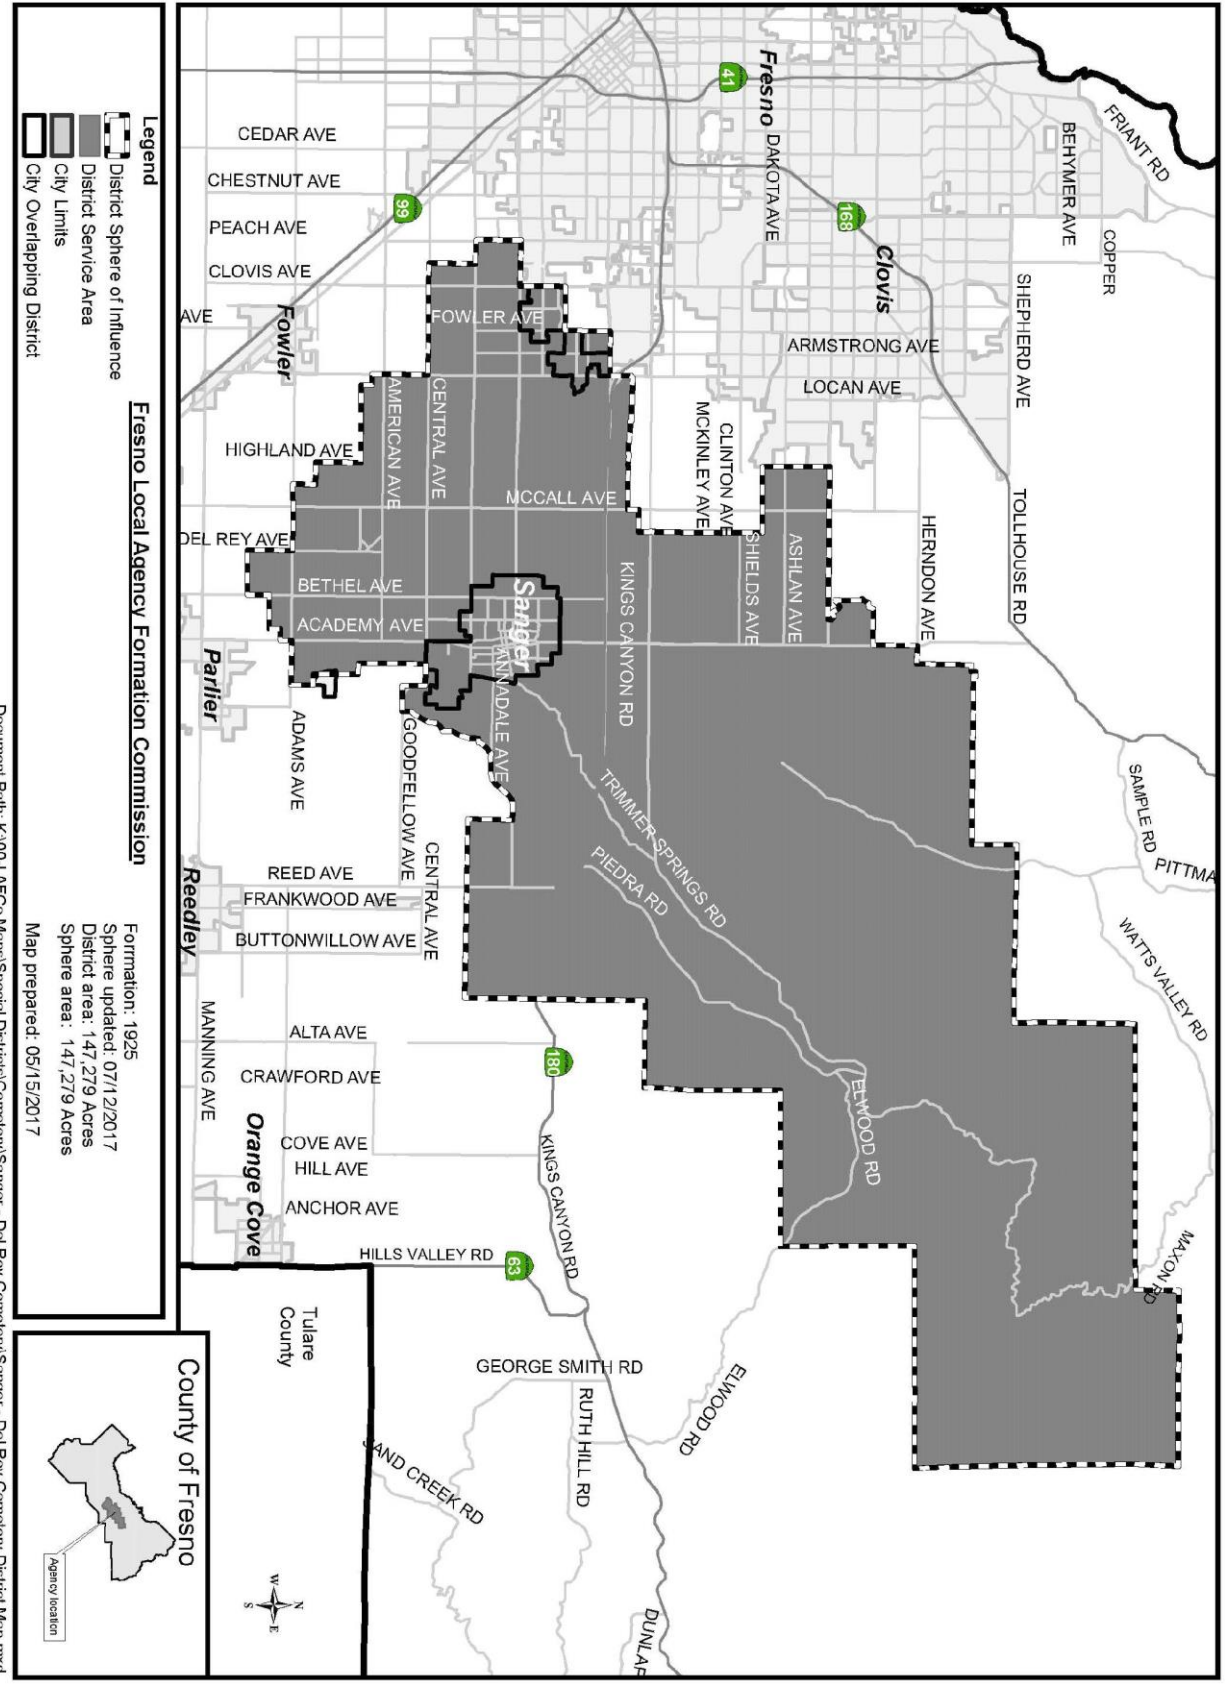 FRIANT RD
BEHYMER AVE
COPPER
SHEPHERD AVE
TOLLHOUSE RD
SAMPLE RD
PITTMA
WATTS VALLEY RD
MAXON RD
41
Fresno
DAKOTA AVE
168
Clovis
ARMSTRONG AVE
LOCAN AVE
HERNDON AVE
CLINTON AVE
MCKINLEY AVE
SHIELDS AVE
ASHLAN AVE
CEDAR AVE
CHESTNUT AVE
99
PEACH AVE
CLOVIS AVE
AVE
Fowler
FOWLER AVE
AMERICAN AVE
CENTRAL AVE
HIGHLAND AVE
MCCALL AVE
DEL REY AVE
BETHEL AVE
ACADEMY AVE
Sanger
ANNADALE AVE
KINGS CANYON RD
TRIMMER SPRINGS RD
PIEDRA RD
ELWOOD RD
Parlier
ADAMS AVE
GOODFELLOW AVE
CENTRAL AVE
REED AVE
FRANKWOOD AVE
BUTTONWILLOW AVE
Reedley
MANNING AVE
ALTA AVE
CRAWFORD AVE
180
KINGS CANYON RD
COVE AVE
HILL AVE
ANCHOR AVE
Orange Cove
HILLS VALLEY RD
63
Tulare
County
GEORGE SMITH RD
RUTH HILL RD
SAND CREEK RD
ELWOOD RD
DUNLAP
N
W
E
S
Legend
District Sphere of Influence
District Service Area
City Limits
City Overlapping District
Fresno Local Agency Formation Commission
Forrmation: 1925
Sphere updated: 07/12/2017
District area: 147,279 Acres
Sphere area: 147,279 Acres
Map prepared: 05/15/2017
County of Fresno
Agency location